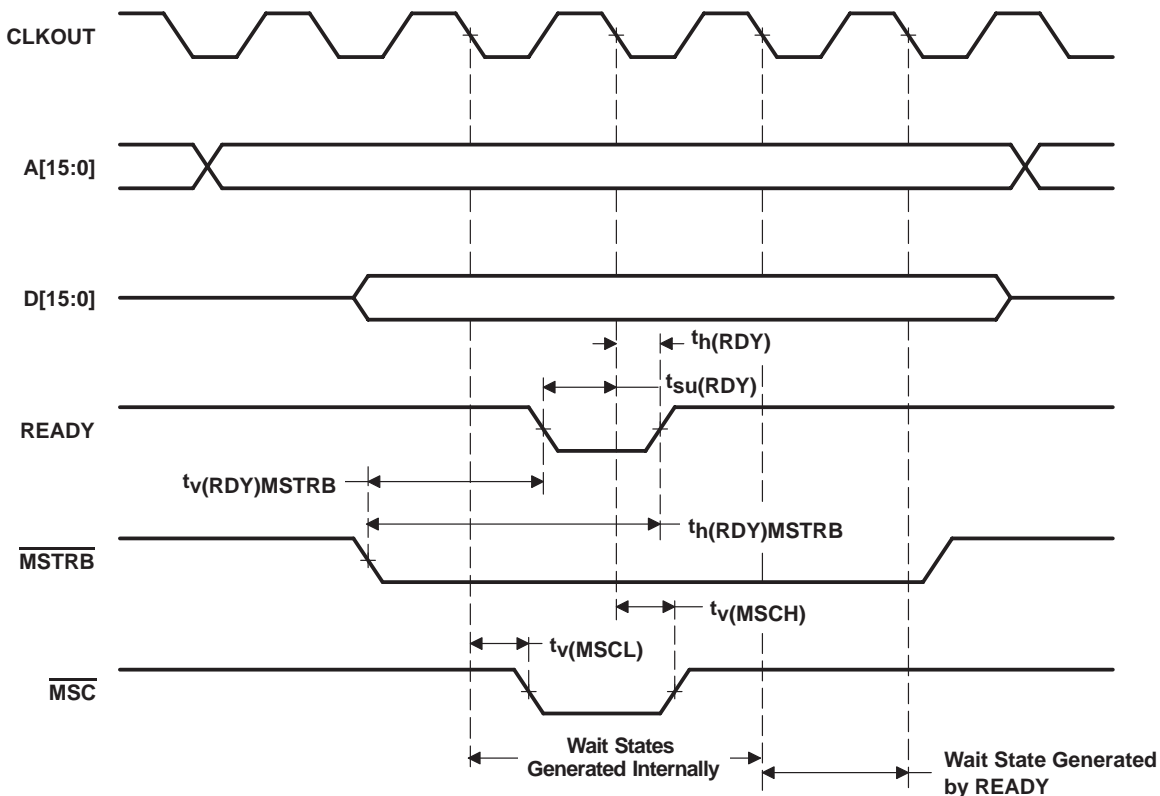 CLKOUT
A[15:0]
D[15:0]
th(RDY)
tsu(RDY)
READY
tv(RDY)MSTRB
th(RDY)MSTRB
MSTRB
tv(MSCH)
tv(MSCL)
MSC
Wait States
Generated Internally
Wait State Generated
by READY